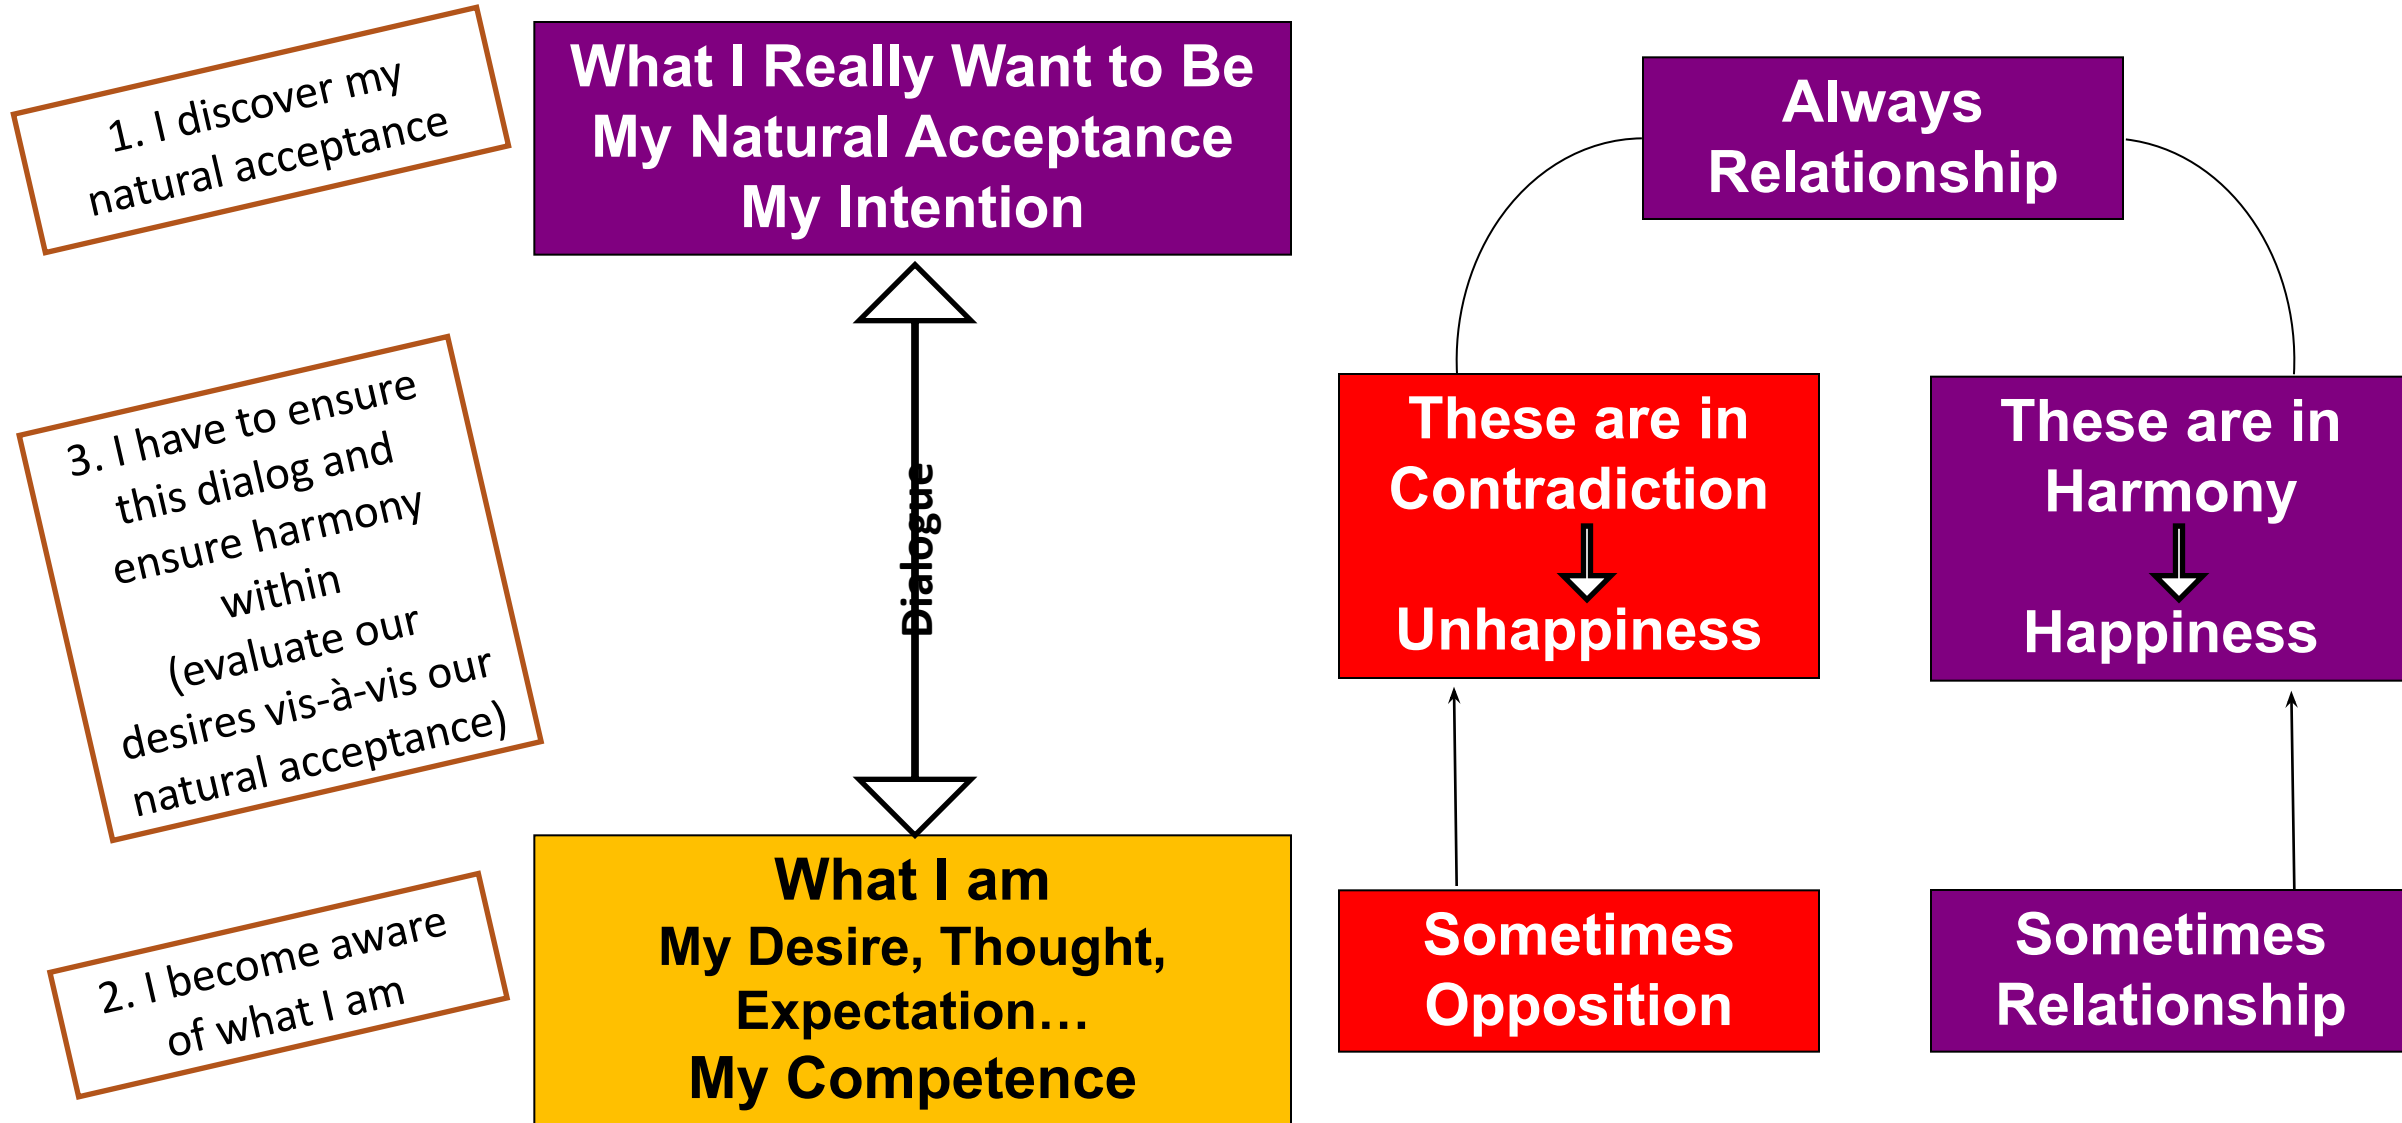 1. I discover my
natural acceptance
What I Really Want to Be
My Natural Acceptance
My Intention
Always
Relationship
3. I have to ensure
this dialog and
ensure harmony
within
(evaluate our
desires vis-à-vis our
natural acceptance)
Dialogue
These are in
Contradiction
Unhappiness
These are in
Harmony
Happiness
2. I become aware
of what I am
What I am
My Desire, Thought,
Expectation…
My Competence
Sometimes
Opposition
Sometimes
Relationship